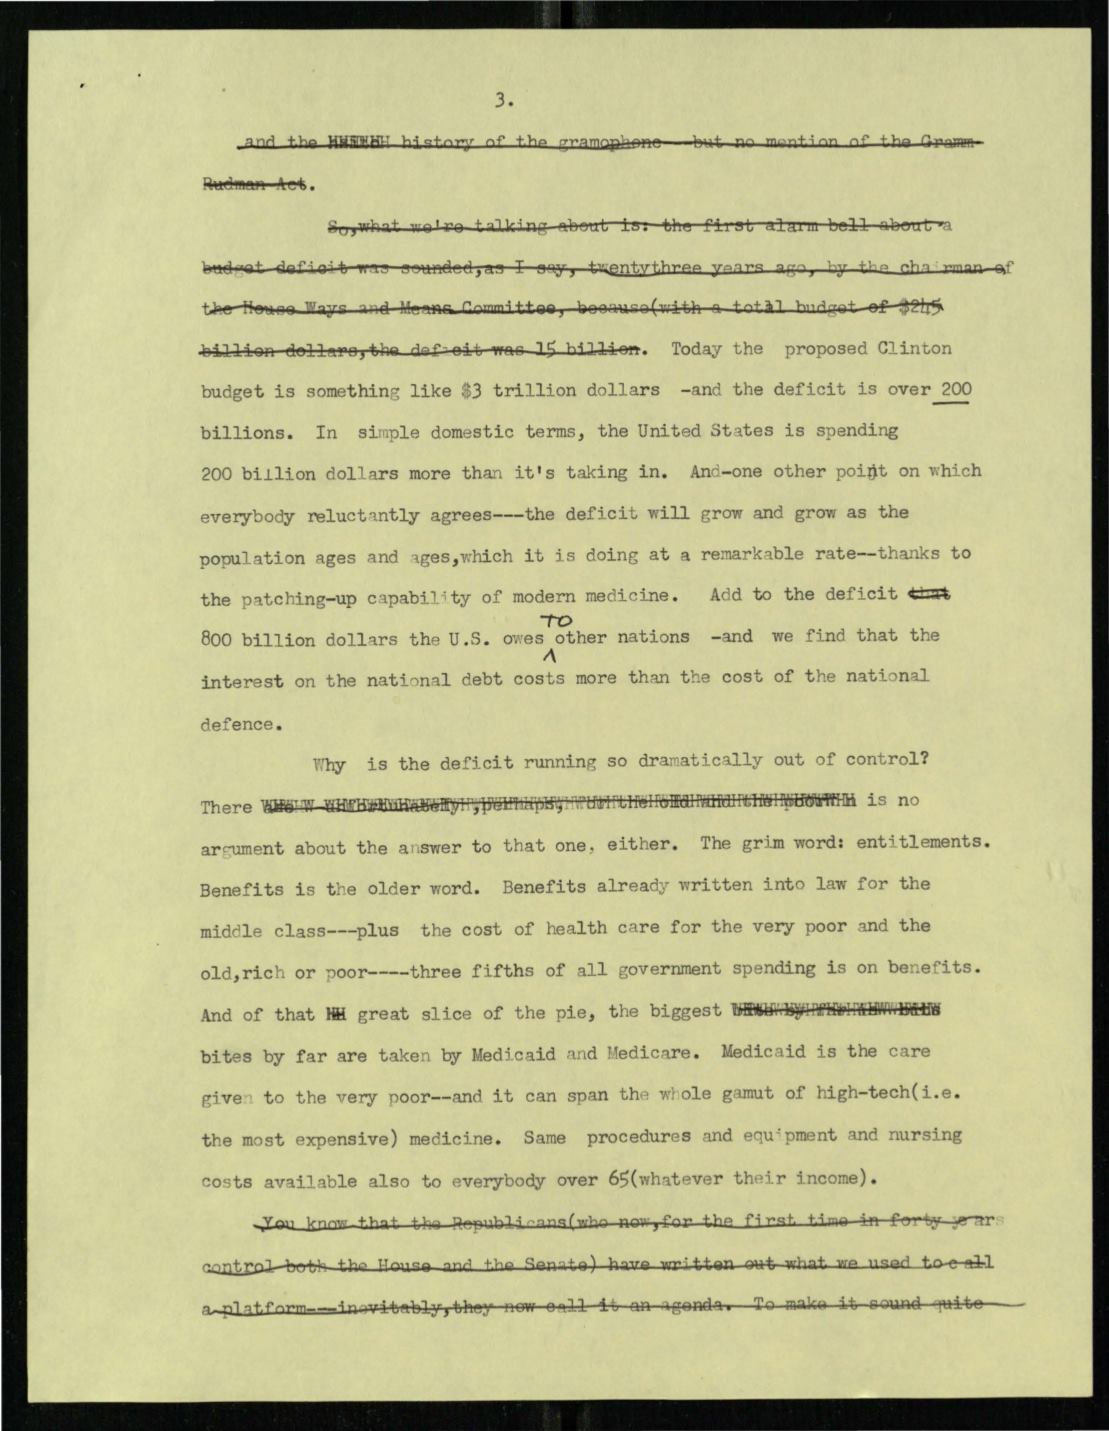 3.
and the history of the gramophone---but no mention of the Gramm-
Rudman Act.
So,what we're talking about is: the first alarm bell about a
budget deficit was sounded,as I say, twentythree years ago, by the chairman of
the House Ways and Means Committee, because(with a total budget of $245
billion dollars,the deficit was 15 billion. Today the proposed Clinton
budget is something like $3 trillion dollars -and the deficit is over 200
billions. In simple domestic terms, the United States is spending
200 billion dollars more than it's taking in. And-one other point on which
everybody reluctantly agrees---the deficit will grow and grow as the
population ages and ages,which it is doing at a remarkable rate--thanks to
the patching-up capability of modern medicine. Add to the deficit that
800 billion dollars the U.S. owes TO other nations -and we find that the
interest on the national debt costs more than the cost of the national
defence.
Why is the deficit running so dramatically out of control?
There is no
argument about the answer to that one, either. The grim word: entitlements.
Benefits is the older word. Benefits already written into law for the
middle class---plus the cost of health care for the very poor and the
old,rich or poor----three fifths of all government spending is on benefits.
And of that great slice of the pie, the biggest
bites by far are taken by Medicaid and Medicare. Medicaid is the care
given to the very poor--and it can span the whole gamut of high-tech(i.e.
the most expensive) medicine. Same procedures and equipment and nursing
costs available also to everybody over 65(whatever their income).
You know that the Republicans(who now,for the first time in forty years
control both the House and the Senate) have written out what we used to call
a platform---inevitably,they now call it an agenda. To make it sound quite